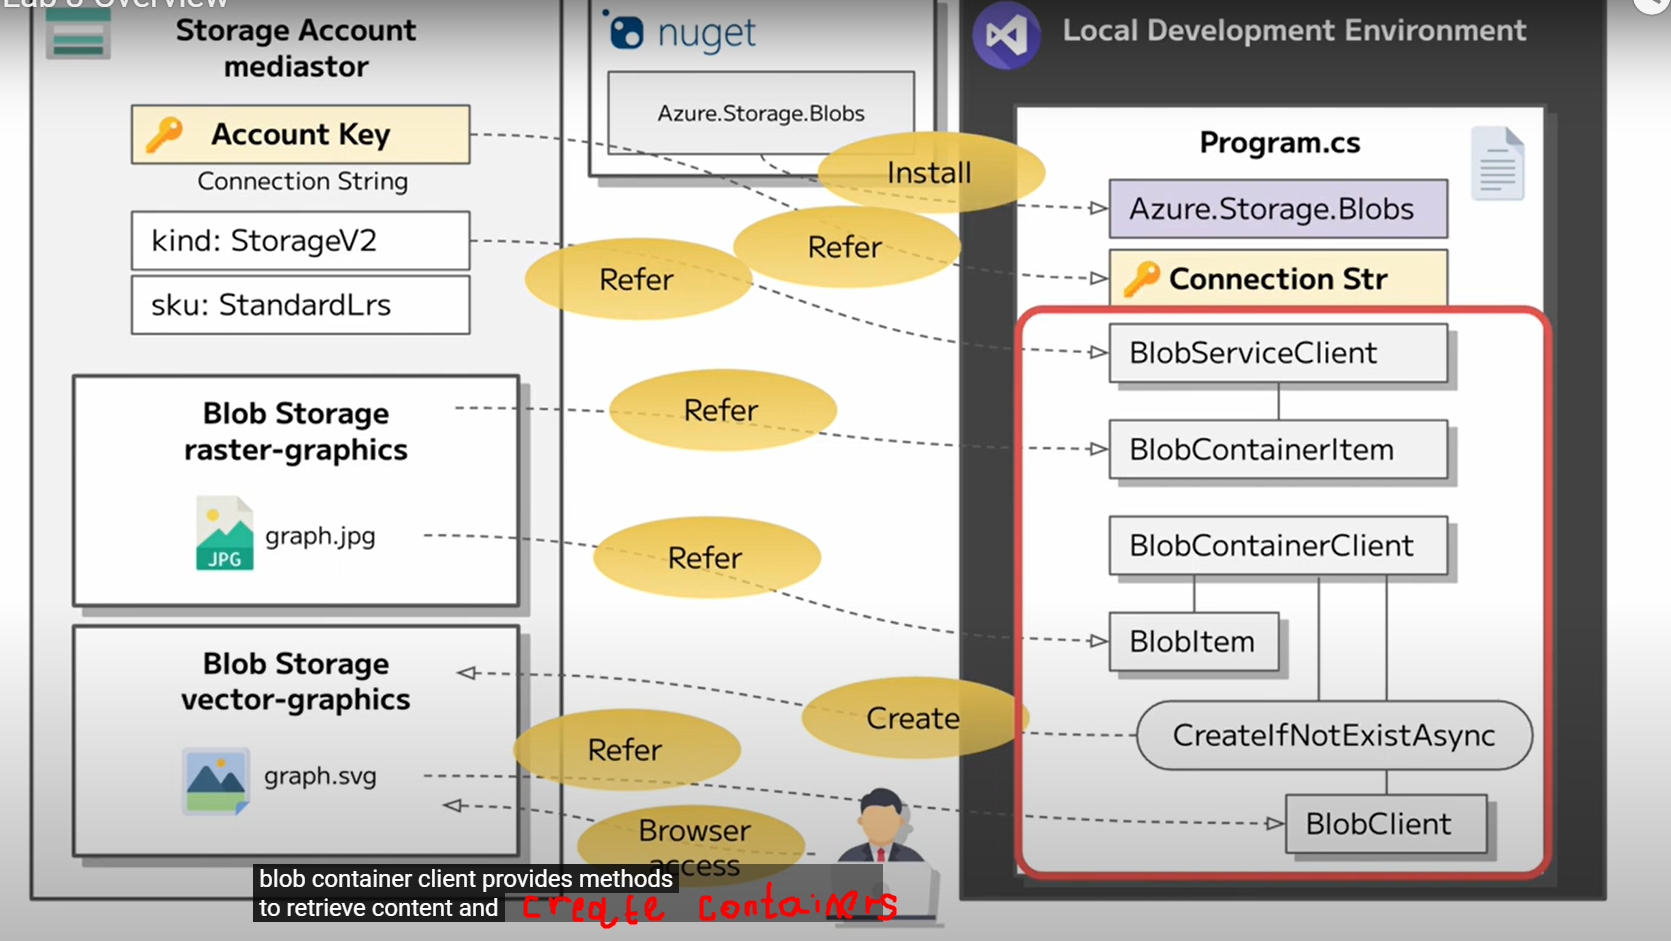 Lab 3 Overview
Storage Account
mediastor
Account Key
Connection String
kind: StorageV2
sku: StandardLrs
Blob Storage
raster-graphics
JPG
graph.jpg
Blob Storage
vector-graphics
graph.svg
nuget
Azure.Storage.Blobs
Install
Refer
Refer
Refer
Refer
Create
Refer
Browser
access
Local Development Environment
Program.cs
Azure.Storage.Blobs
Connection Str
BlobServiceClient
BlobContainerItem
BlobContainerClient
BlobItem
CreateIfNotExistAsync
BlobClient
blob container client provides methods
to retrieve content and create containers